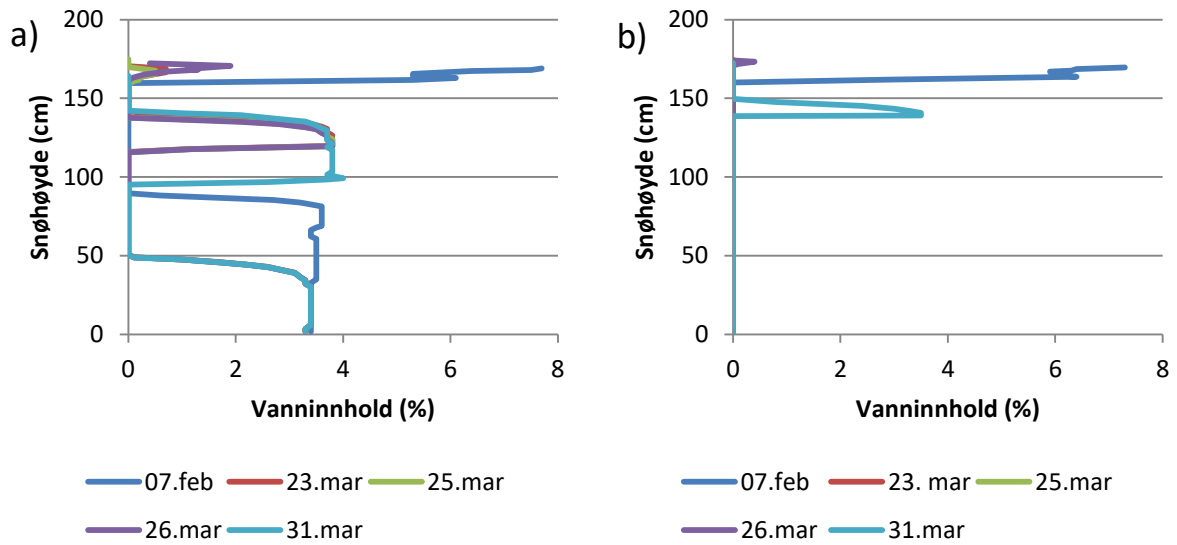 a)
200
150
100
50
0
Snøhøyde (cm)
0 2 4 6 8
Vanninnhold (%)
07.feb 23.mar 25.mar
26.mar 31.mar
b)
200
150
100
50
0
Snøhøyde (cm)
0 2 4 6 8
Vanninnhold (%)
07.feb 23. mar 25.mar
26.mar 31.mar